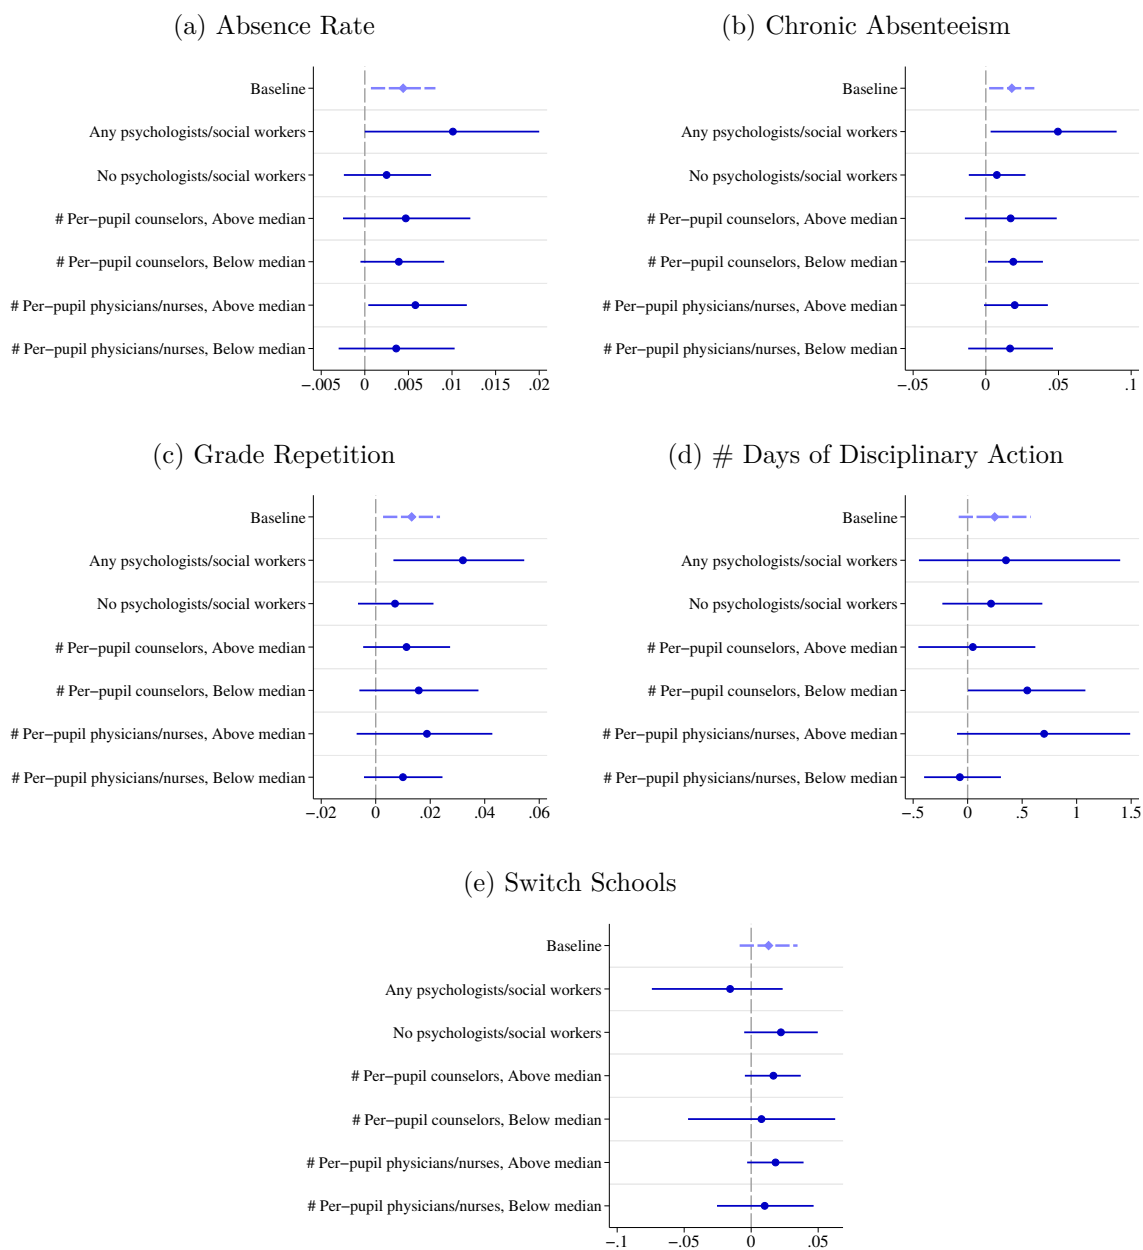 (a) Absence Rate
Baseline
Any psychologists/social workers
No psychologists/social workers
# Per−pupil counselors, Above median
# Per−pupil counselors, Below median
# Per−pupil physicians/nurses, Above median
# Per−pupil physicians/nurses, Below median
−.005 0 .005 .010 .015 .02
(b) Chronic Absenteeism
Baseline
Any psychologists/social workers
No psychologists/social workers
# Per−pupil counselors, Above median
# Per−pupil counselors, Below median
# Per−pupil physicians/nurses, Above median
# Per−pupil physicians/nurses, Below median
−.05 0 .05 .1
(c) Grade Repetition
Baseline
Any psychologists/social workers
No psychologists/social workers
# Per−pupil counselors, Above median
# Per−pupil counselors, Below median
# Per−pupil physicians/nurses, Above median
# Per−pupil physicians/nurses, Below median
−.02 0 .02 .04 .06
(d) # Days of Disciplinary Action
Baseline
Any psychologists/social workers
No psychologists/social workers
# Per−pupil counselors, Above median
# Per−pupil counselors, Below median
# Per−pupil physicians/nurses, Above median
# Per−pupil physicians/nurses, Below median
−.5 0 .5 1 1.5
(e) Switch Schools
Baseline
Any psychologists/social workers
No psychologists/social workers
# Per−pupil counselors, Above median
# Per−pupil counselors, Below median
# Per−pupil physicians/nurses, Above median
# Per−pupil physicians/nurses, Below median
−.1 −.05 0 .05